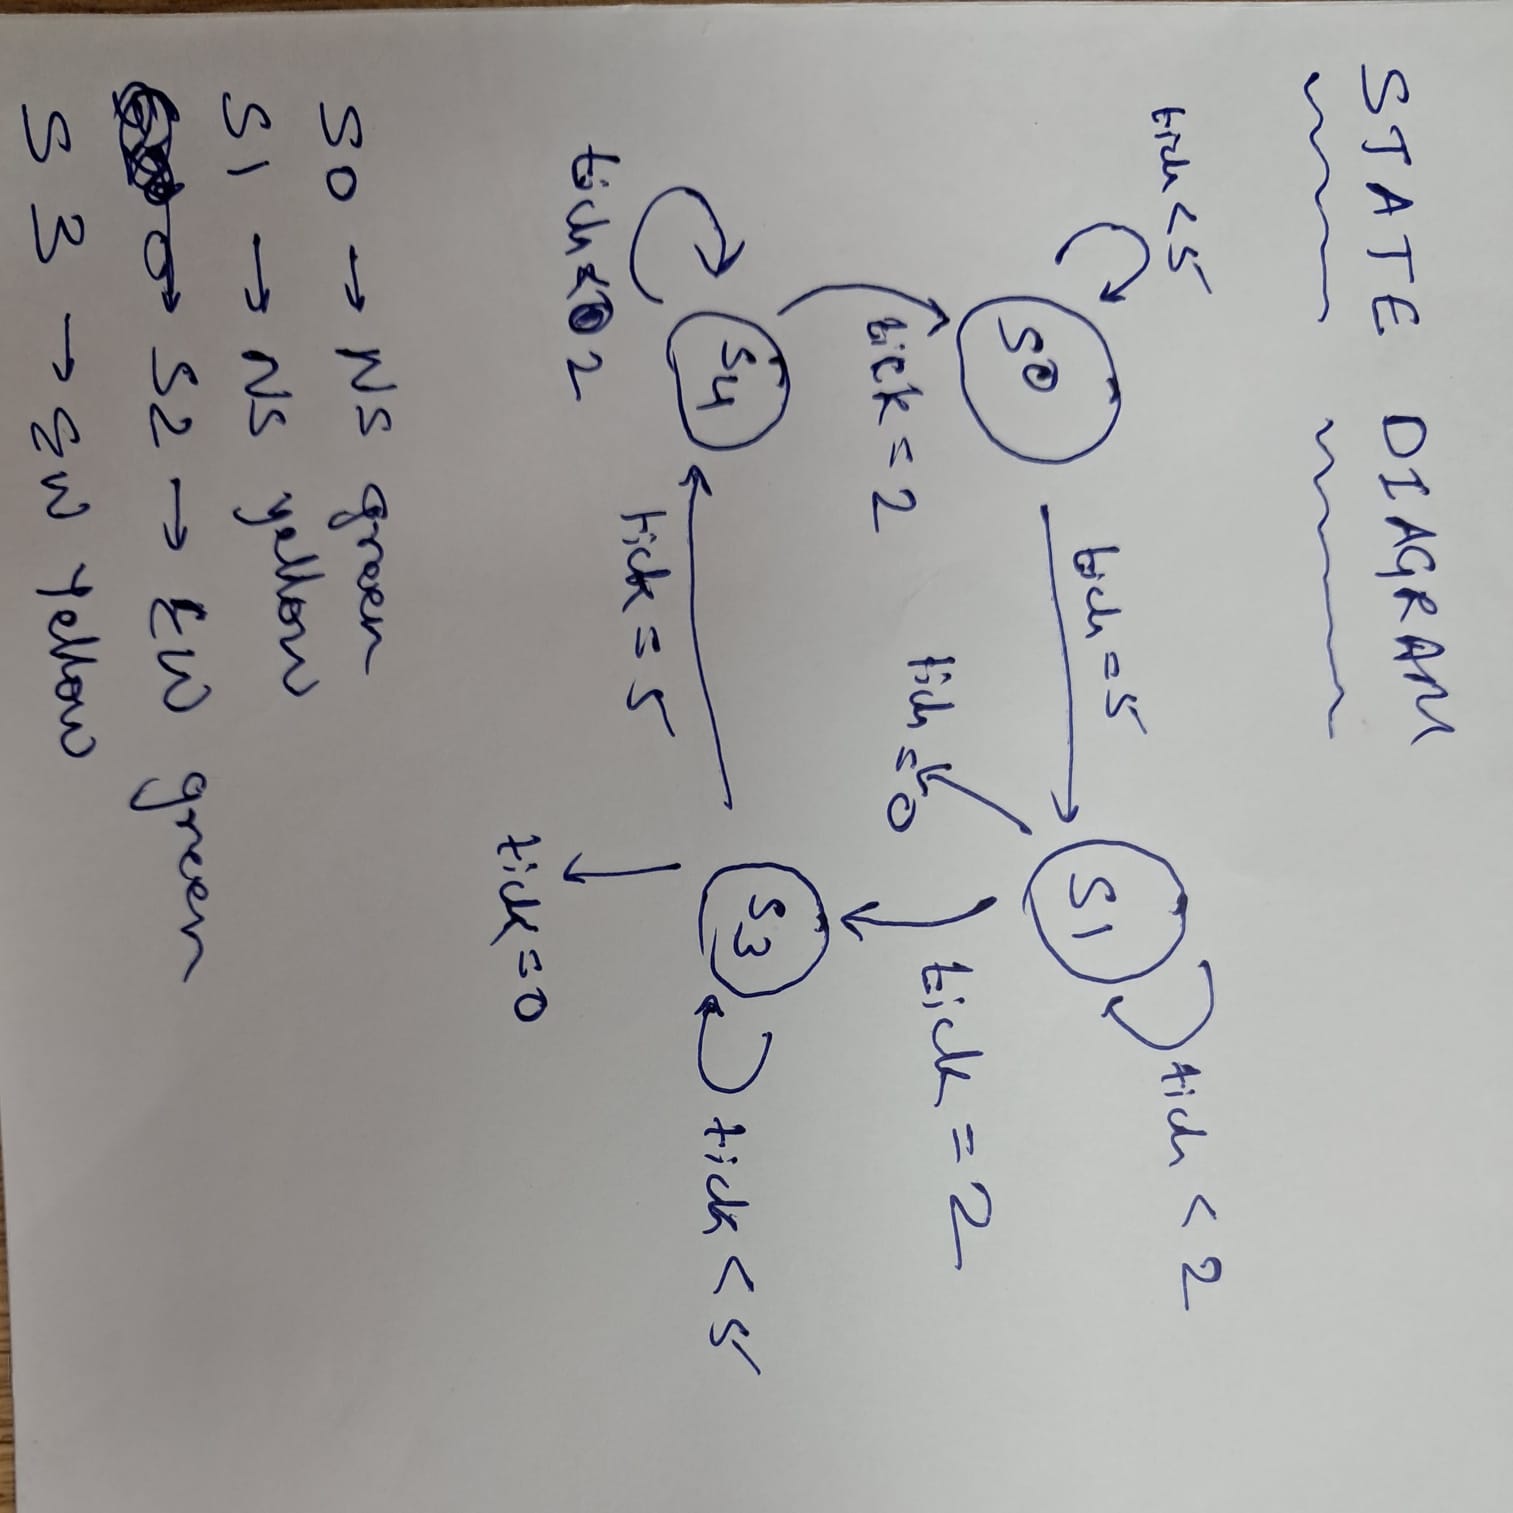 STATE DIAGRAM
tick < 5
S0
tick = 5
S1
tick < 2
tick = 2
tick = 0
tick = 2
S4
tick < 2
tick = 5
S3
tick < 5
tick = 0
S0 → NS green
S1 → NS yellow
S2 → EW green
S3 → EW yellow